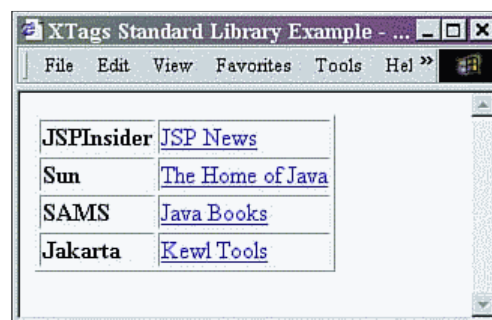 XTags Standard Library Example - ...
File Edit View Favorites Tools Hel »
JSPInsider JSP News
Sun The Home of Java
SAMS Java Books
Jakarta Kewl Tools